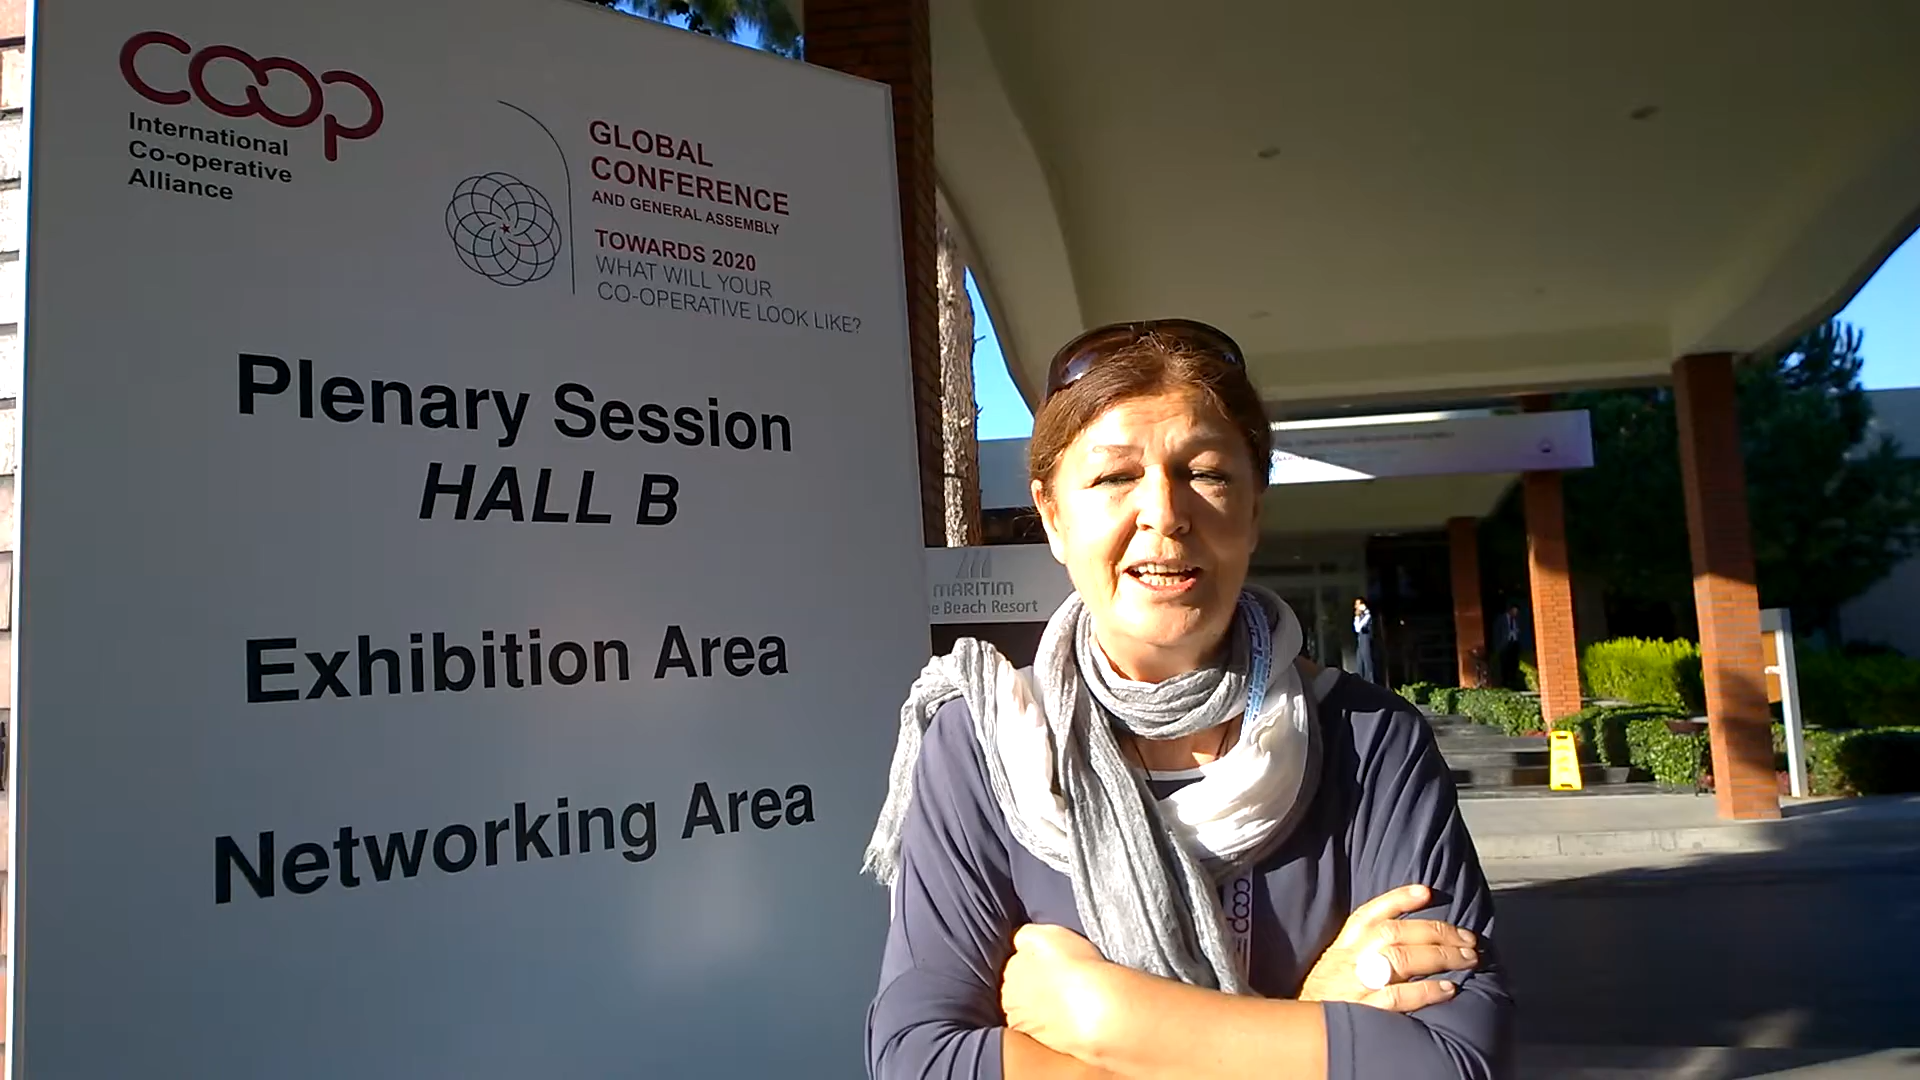 coop
International
Co-operative
Alliance
GLOBAL
CONFERENCE
AND GENERAL ASSEMBLY
TOWARDS 2020
WHAT WILL YOUR
CO-OPERATIVE LOOK LIKE?
Plenary Session
HALL B
Exhibition Area
Networking Area
MARITIM
e Beach Resort
coop